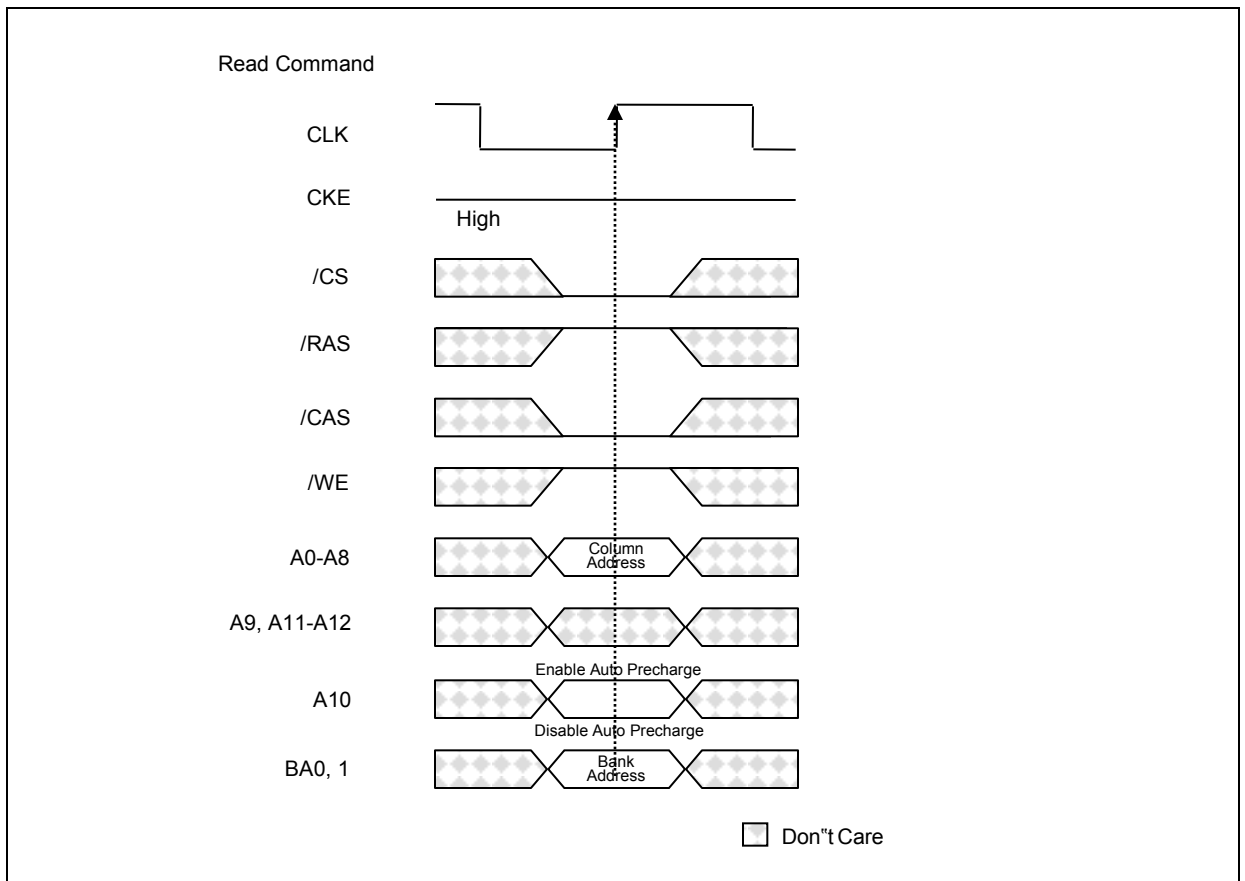 Read Command
CLK
CKE
High
/CS
/RAS
/CAS
/WE
A0-A8
Column
Address
A9, A11-A12
Enable Auto Precharge
A10
Disable Auto Precharge
BA0, 1
Bank
Address
Don‟t Care